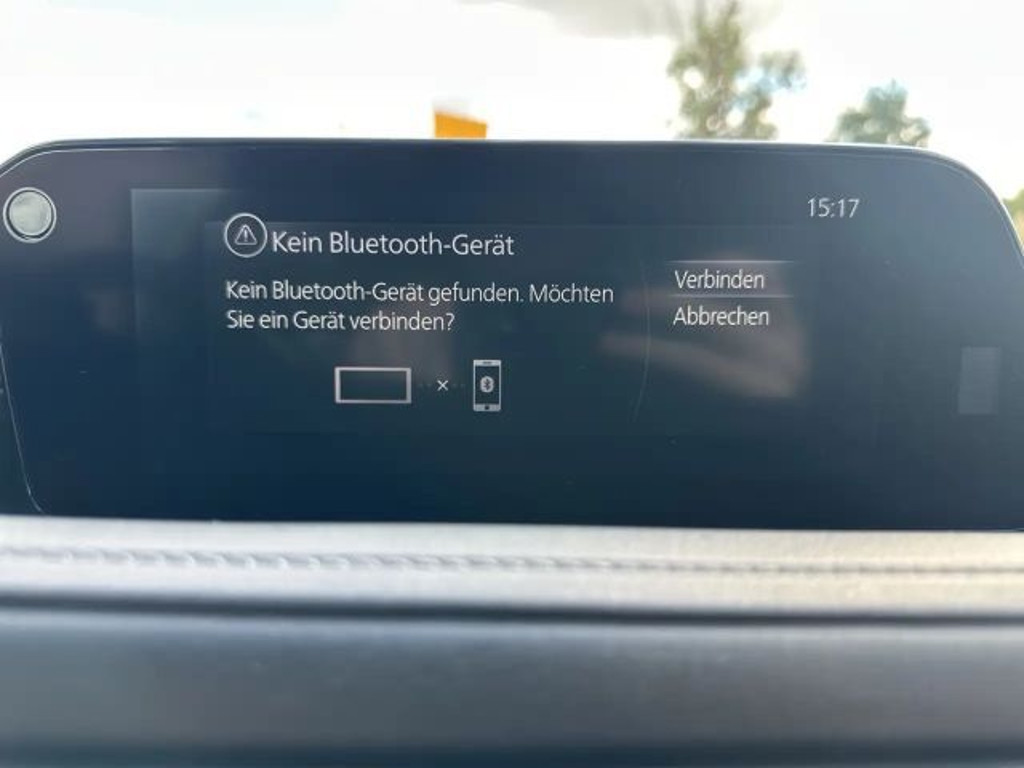 15:17
Kein Bluetooth-Gerät
Kein Bluetooth-Gerät gefunden. Möchten
Sie ein Gerät verbinden?
Verbinden
Abbrechen